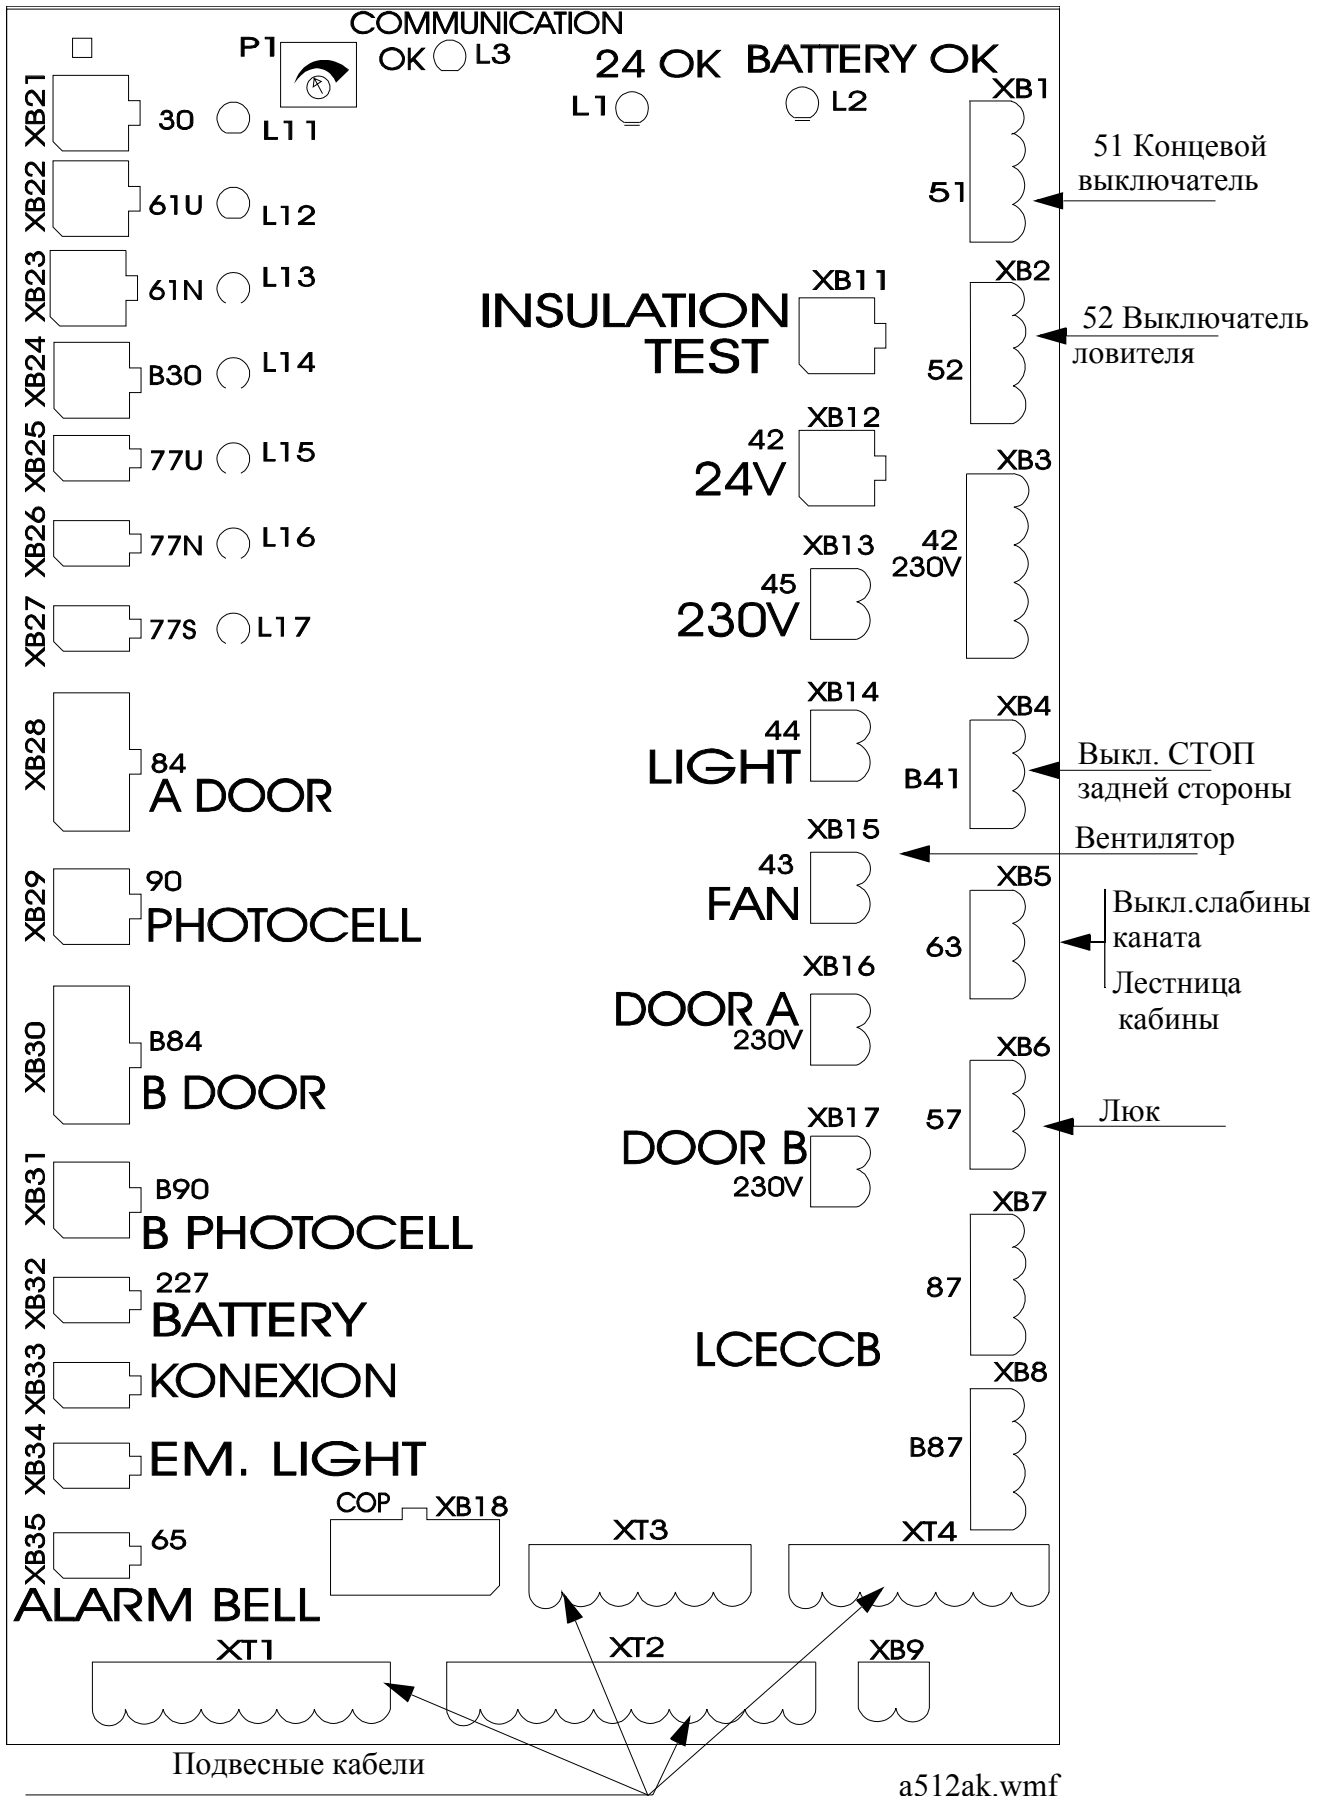 COMMUNICATION
P1
OK L3
24 OK
BATTERY OK
L1
L2
XB21
30
L11
XB1
51
51 Концевой
выключатель
XB22
61U
L12
XB23
61N
L13
INSULATION
TEST
XB11
XB2
52
52 Выключатель
ловителя
XB24
B30
L14
XB25
77U
L15
42
24V
XB12
XB3
42
230V
XB26
77N
L16
XB13
45
230V
XB27
77S
L17
XB28
84
A DOOR
XB14
44
LIGHT
XB4
B41
Выкл. СТОП
задней стороны
XB15
43
FAN
Вентилятор
XB29
90
PHOTOCELL
XB5
63
Выкл.слабины
каната
Лестница
кабины
XB16
DOOR A
230V
XB30
B84
B DOOR
XB6
57
Люк
XB17
DOOR B
230V
XB31
B90
B PHOTOCELL
XB7
87
XB32
227
BATTERY
LCECCB
XB33
KONEXION
XB8
B87
XB34
EM. LIGHT
COP
XB18
XB35
65
ALARM BELL
XT3
XT4
XT1
XT2
XB9
Подвесные кабели
a512ak.wmf